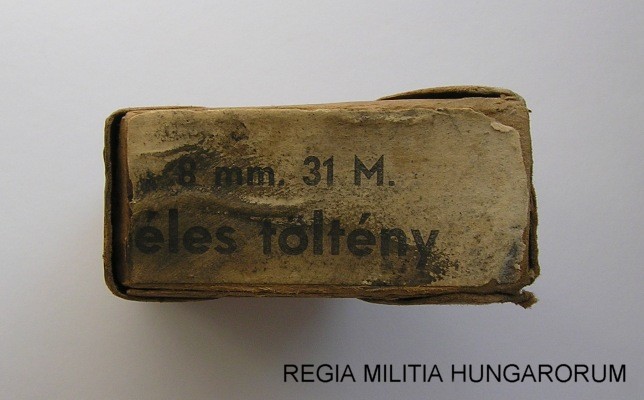 8 mm. 31 M.
éles töltény
REGIA MILITIA HUNGARORUM